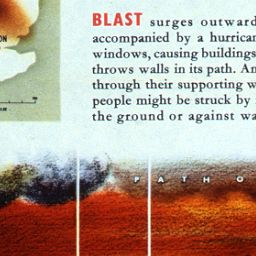 BLAST surges outward
accompanied by a hurrican
windows, causing buildings
throws walls in its path. An
through their supporting w
people might be struck by
the ground or against wa
ON
P A T H O